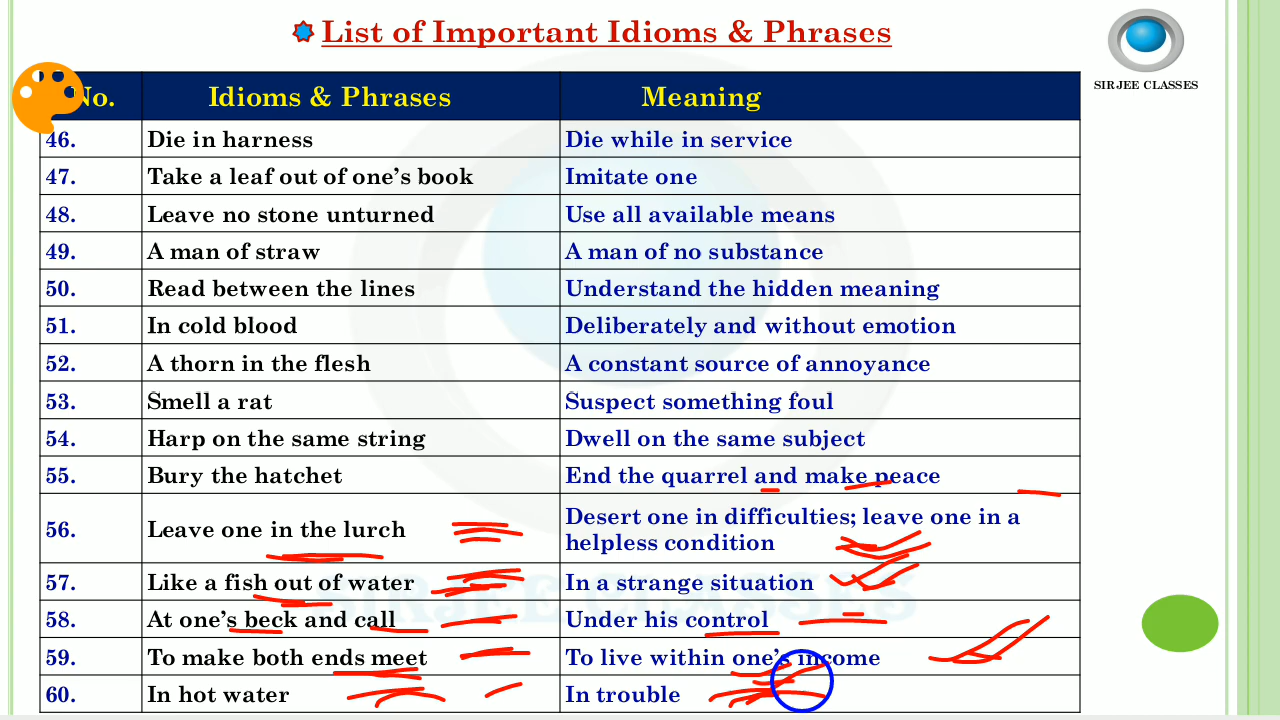 List of Important Idioms & Phrases
SIRJEE CLASSES
No. Idioms & Phrases Meaning
46. Die in harness Die while in service
47. Take a leaf out of one’s book Imitate one
48. Leave no stone unturned Use all available means
49. A man of straw A man of no substance
50. Read between the lines Understand the hidden meaning
51. In cold blood Deliberately and without emotion
52. A thorn in the flesh A constant source of annoyance
53. Smell a rat Suspect something foul
54. Harp on the same string Dwell on the same subject
55. Bury the hatchet End the quarrel and make peace
56. Leave one in the lurch Desert one in difficulties; leave one in a
helpless condition
57. Like a fish out of water In a strange situation
58. At one’s beck and call Under his control
59. To make both ends meet To live within one’s income
60. In hot water In trouble
SIRJEE CLASSES